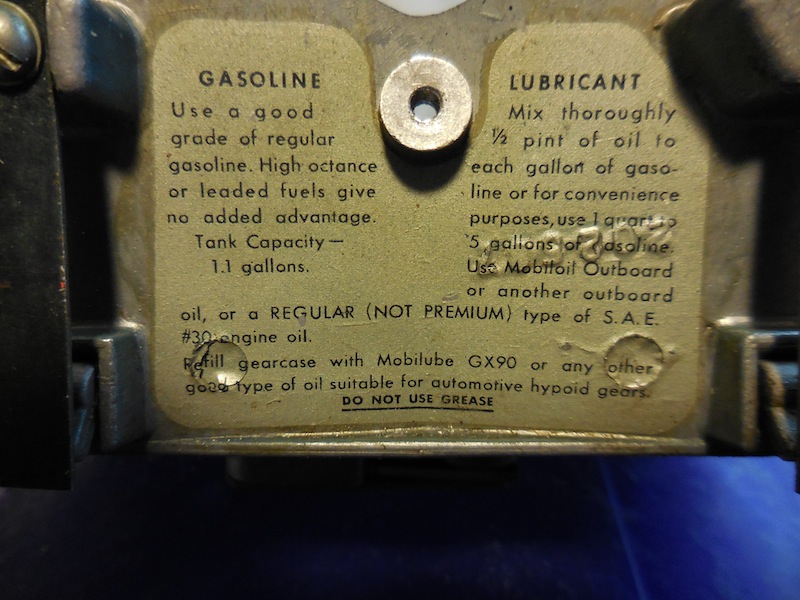 GASOLINE
Use a good
grade of regular
gasoline. High octance
or leaded fuels give
no added advantage.
Tank Capacity—
1.1 gallons.
LUBRICANT
Mix thoroughly
½ pint of oil to
each gallon of gaso-
line or for convenience
purposes, use 1 quart to
5 gallons of gasoline.
Use Mobiloil Outboard
or another outboard
oil, or a REGULAR (NOT PREMIUM) type of S.A.E.
#30 engine oil.
Refill gearcase with Mobilube GX90 or any other
good type of oil suitable for automotive hypoid gears.
DO NOT USE GREASE